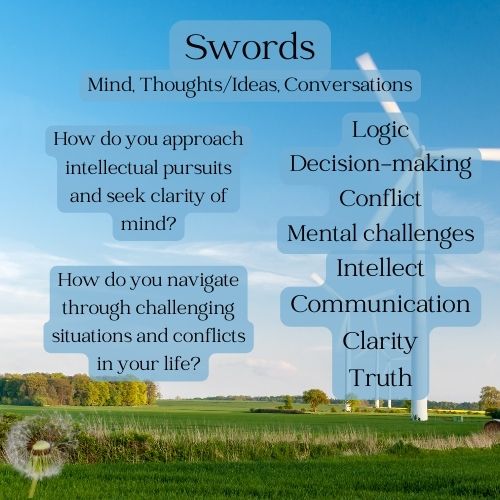 Swords
Mind, Thoughts/Ideas, Conversations
How do you approach
intellectual pursuits
and seek clarity of
mind?
How do you navigate
through challenging
situations and conflicts
in your life?
Logic
Decision-making
Conflict
Mental challenges
Intellect
Communication
Clarity
Truth